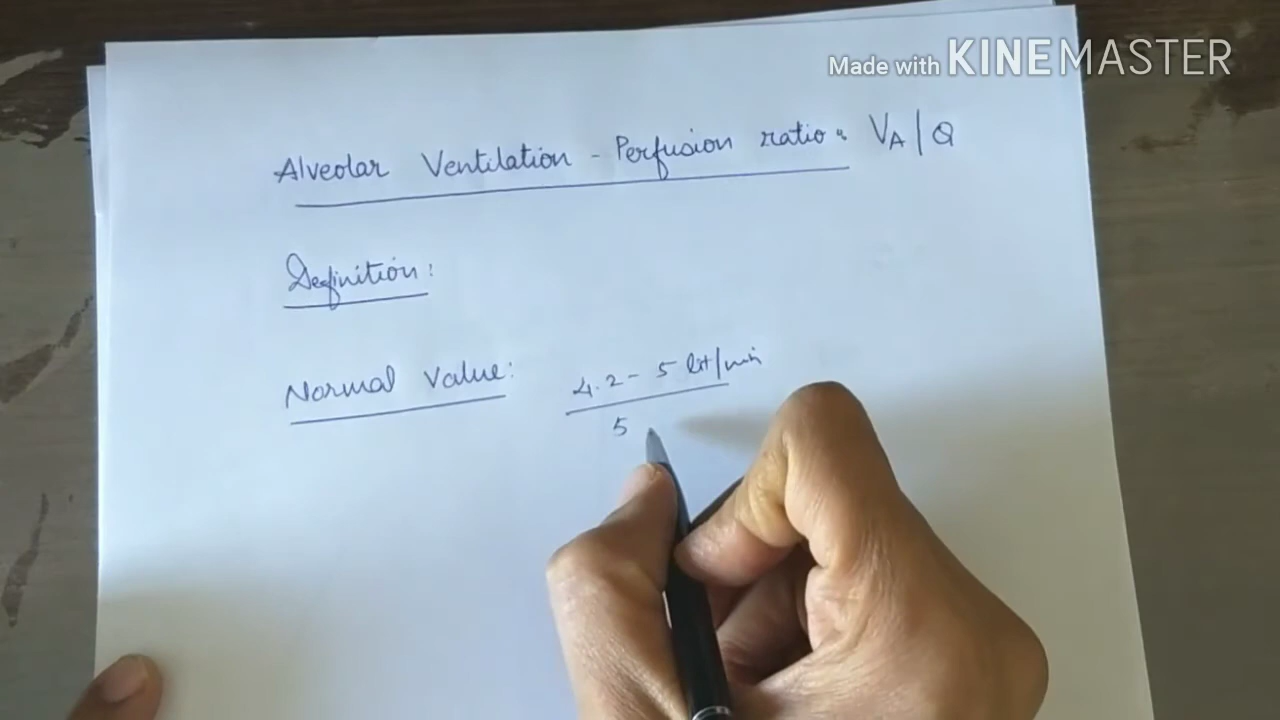 Made with KINEMASTER
Alveolar Ventilation - Perfusion ratio: VA/Q
Definition:
Normal Value: 4.2 - 5 lit/min
5